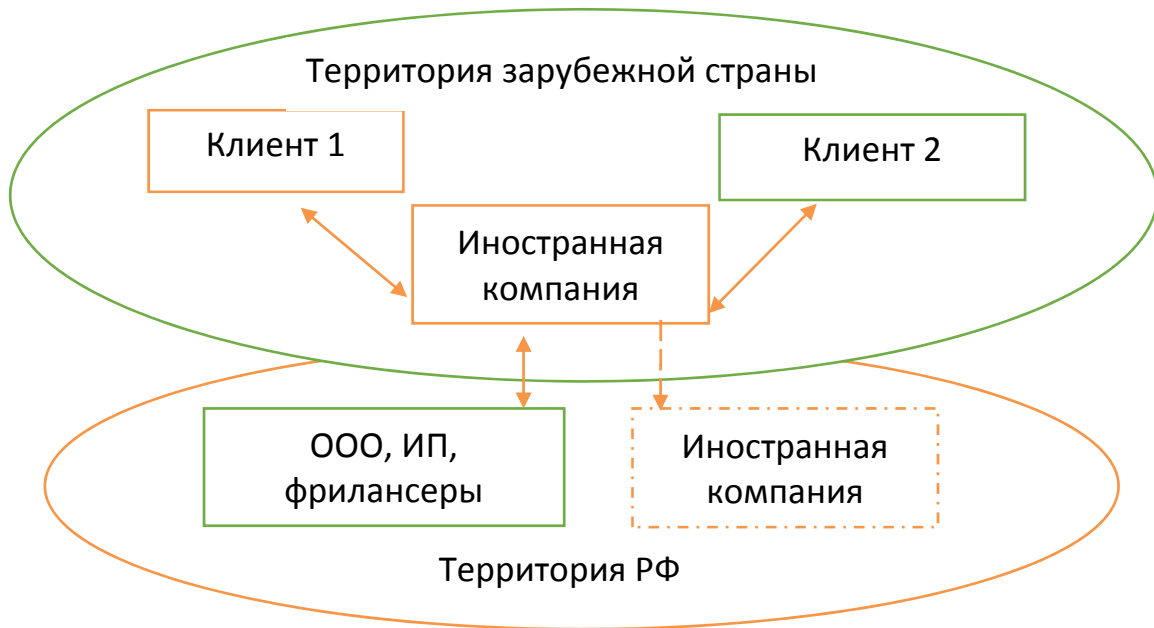 Территория зарубежной страны
Клиент 1
Клиент 2
Иностранная
компания
ООО, ИП,
фрилансеры
Иностранная
компания
Территория РФ